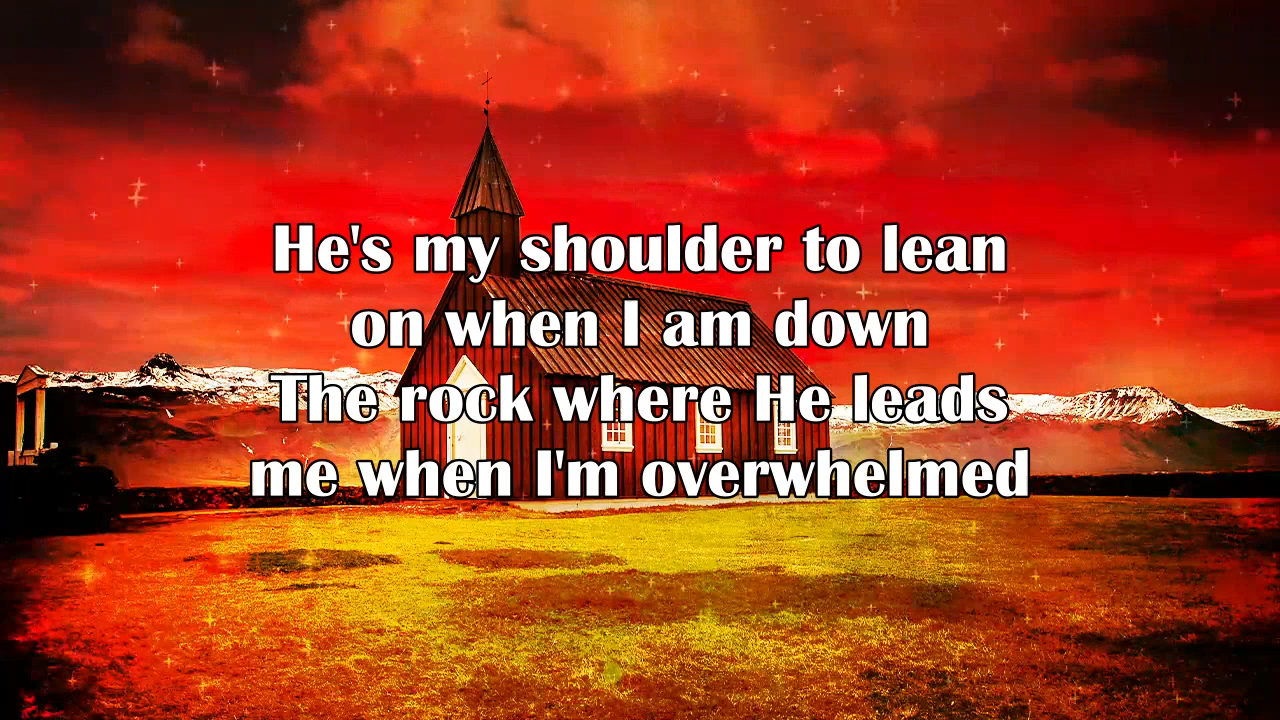 He's my shoulder to lean
on when I am down
The rock where He leads
me when I'm overwhelmed